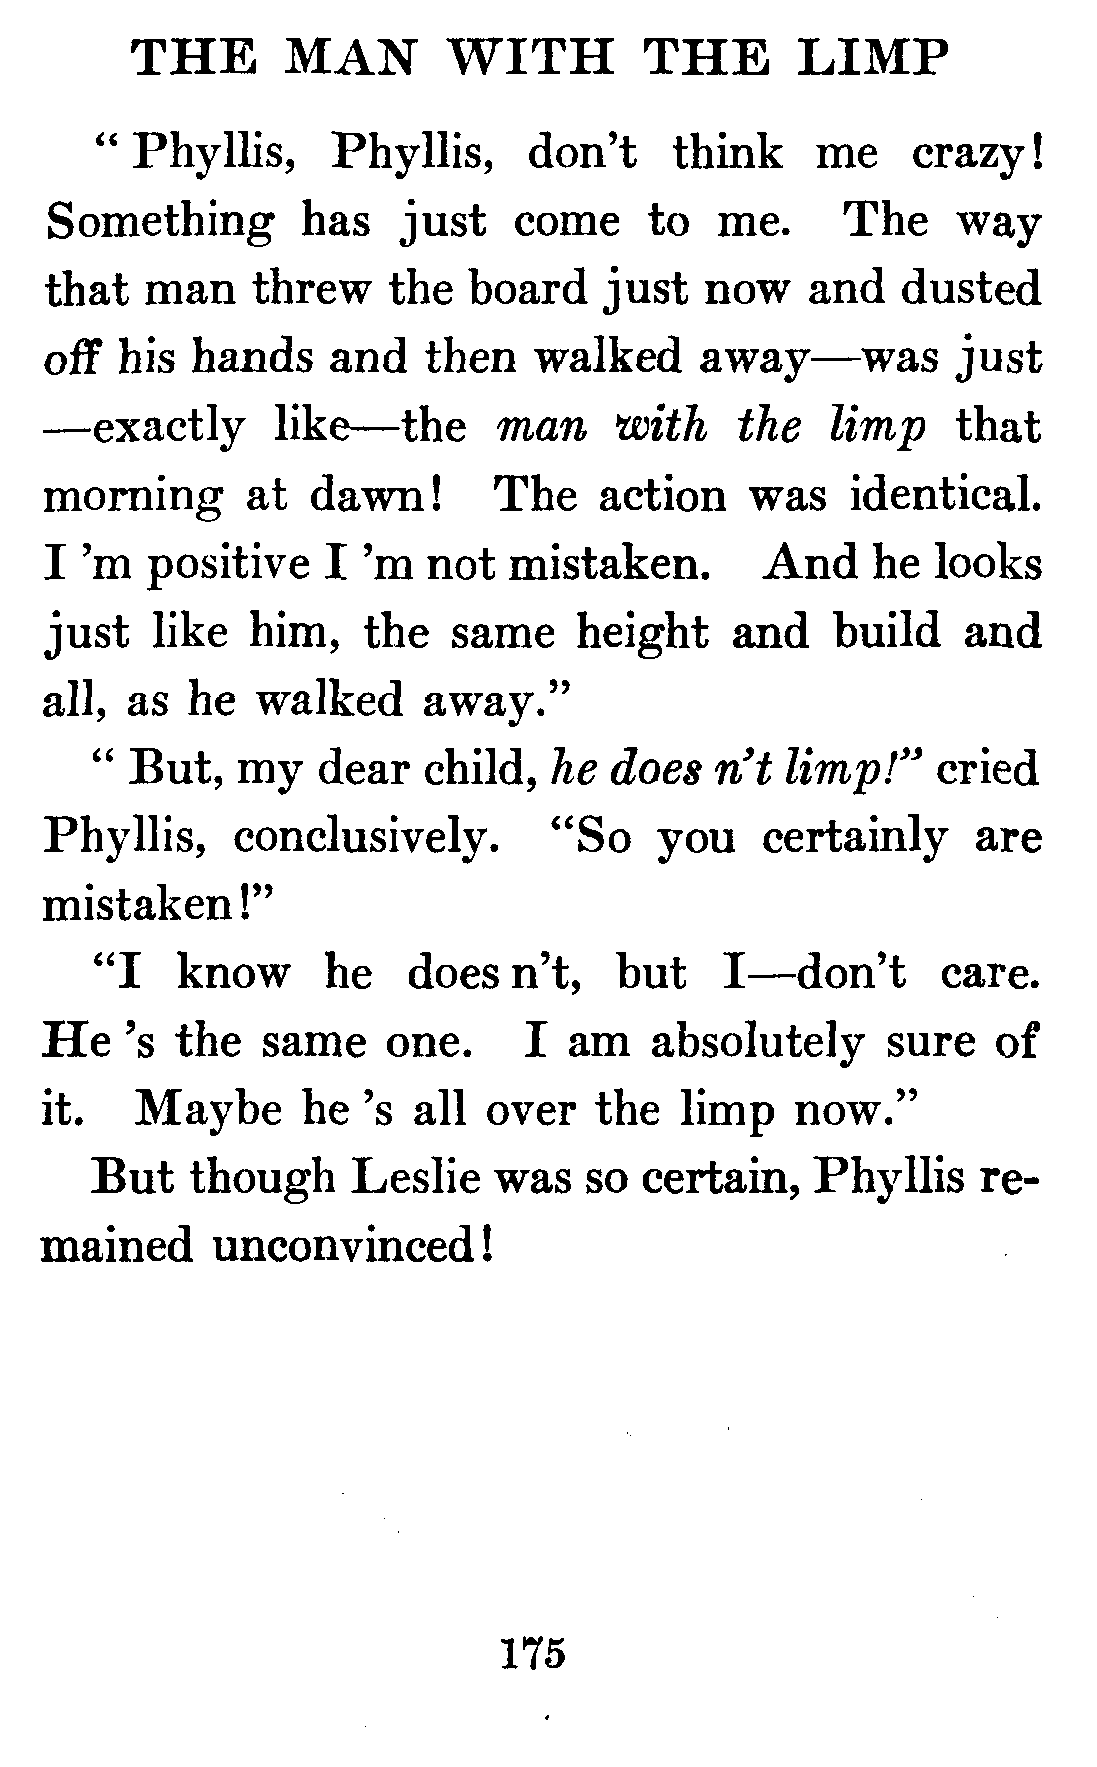 THE MAN WITH THE LIMP
“ Phyllis, Phyllis, don't think me crazy!
Something has just come to me. The way
that man threw the board just now and dusted
off his hands and then walked away—was just
—exactly like—the man with the limp that
morning at dawn! The action was identical.
I 'm positive I 'm not mistaken. And he looks
just like him, the same height and build and
all, as he walked away.”
“ But, my dear child, he does n't limp!” cried
Phyllis, conclusively. “So you certainly are
mistaken!”
“I know he does n't, but I—don't care.
He 's the same one. I am absolutely sure of
it. Maybe he 's all over the limp now.”
But though Leslie was so certain, Phyllis re-
mained unconvinced!
175